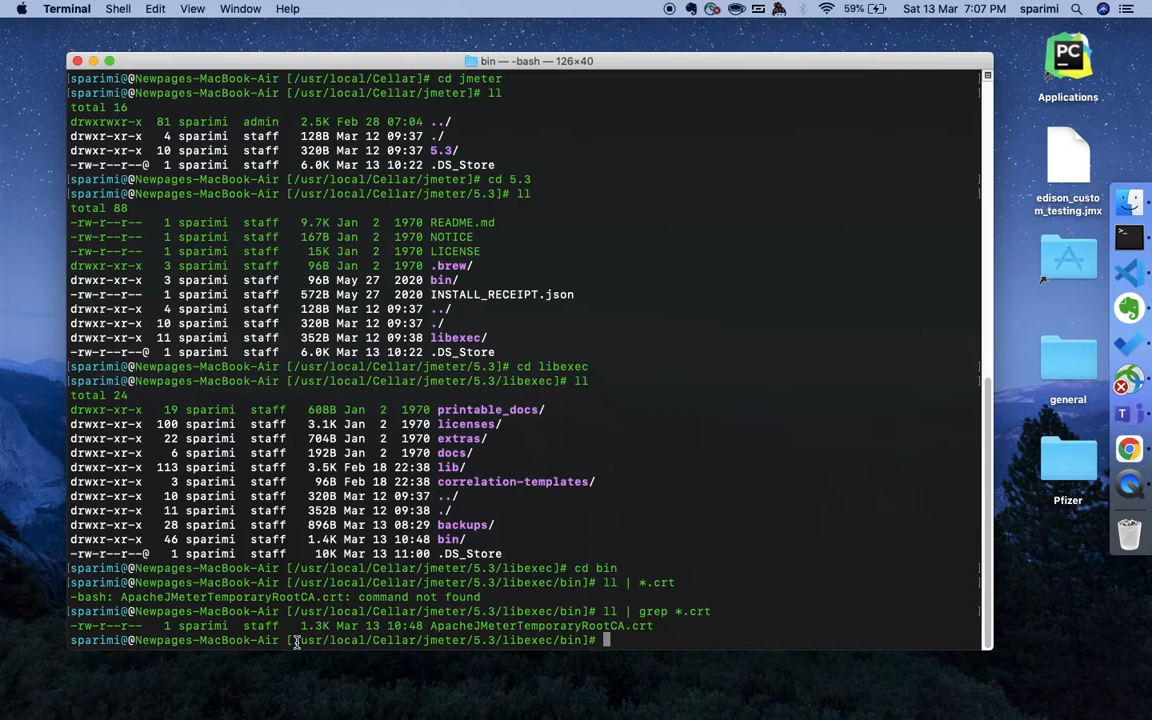 Terminal Shell Edit View Window Help 59% Sat 13 Mar 7:07 PM sparimi
bin — -bash — 126×40
[sparimi@@Newpages-MacBook-Air [/usr/local/Cellar]# cd jmeter ]
[sparimi@@Newpages-MacBook-Air [/usr/local/Cellar/jmeter]# ll ]
total 16
drwxrwxr-x 81 sparimi admin 2.5K Feb 28 07:04 ../
drwxr-xr-x 4 sparimi staff 128B Mar 12 09:37 ./
drwxr-xr-x 10 sparimi staff 320B Mar 12 09:37 5.3/
-rw-r--r--@ 1 sparimi staff 6.0K Mar 13 10:22 .DS_Store
[sparimi@@Newpages-MacBook-Air [/usr/local/Cellar/jmeter]# cd 5.3 ]
[sparimi@@Newpages-MacBook-Air [/usr/local/Cellar/jmeter/5.3]# ll ]
total 88
-rw-r--r-- 1 sparimi staff 9.7K Jan 2 1970 README.md
-rw-r--r-- 1 sparimi staff 167B Jan 2 1970 NOTICE
-rw-r--r-- 1 sparimi staff 15K Jan 2 1970 LICENSE
drwxr-xr-x 3 sparimi staff 96B Jan 2 1970 .brew/
drwxr-xr-x 3 sparimi staff 96B May 27 2020 bin/
-rw-r--r-- 1 sparimi staff 572B May 27 2020 INSTALL_RECEIPT.json
drwxr-xr-x 4 sparimi staff 128B Mar 12 09:37 ../
drwxr-xr-x 10 sparimi staff 320B Mar 12 09:37 ./
drwxr-xr-x 11 sparimi staff 352B Mar 12 09:38 libexec/
-rw-r--r--@ 1 sparimi staff 6.0K Mar 13 10:22 .DS_Store
[sparimi@@Newpages-MacBook-Air [/usr/local/Cellar/jmeter/5.3]# cd libexec ]
[sparimi@@Newpages-MacBook-Air [/usr/local/Cellar/jmeter/5.3/libexec]# ll ]
total 24
drwxr-xr-x 19 sparimi staff 608B Jan 2 1970 printable_docs/
drwxr-xr-x 100 sparimi staff 3.1K Jan 2 1970 licenses/
drwxr-xr-x 22 sparimi staff 704B Jan 2 1970 extras/
drwxr-xr-x 6 sparimi staff 192B Jan 2 1970 docs/
drwxr-xr-x 113 sparimi staff 3.5K Feb 18 22:38 lib/
drwxr-xr-x 3 sparimi staff 96B Feb 18 22:38 correlation-templates/
drwxr-xr-x 10 sparimi staff 320B Mar 12 09:37 ../
drwxr-xr-x 11 sparimi staff 352B Mar 12 09:38 ./
drwxr-xr-x 28 sparimi staff 896B Mar 13 08:29 backups/
drwxr-xr-x 46 sparimi staff 1.4K Mar 13 10:48 bin/
-rw-r--r--@ 1 sparimi staff 10K Mar 13 11:00 .DS_Store
[sparimi@@Newpages-MacBook-Air [/usr/local/Cellar/jmeter/5.3/libexec]# cd bin ]
[sparimi@@Newpages-MacBook-Air [/usr/local/Cellar/jmeter/5.3/libexec/bin]# ll | *.crt ]
-bash: ApacheJMeterTemporaryRootCA.crt: command not found
[sparimi@@Newpages-MacBook-Air [/usr/local/Cellar/jmeter/5.3/libexec/bin]# ll | grep *.crt ]
-rw-r--r-- 1 sparimi staff 1.3K Mar 13 10:48 ApacheJMeterTemporaryRootCA.crt
sparimi@@Newpages-MacBook-Air [/usr/local/Cellar/jmeter/5.3/libexec/bin]#
PC
Applications
edison_custo
m_testing.jmx
general
Pfizer